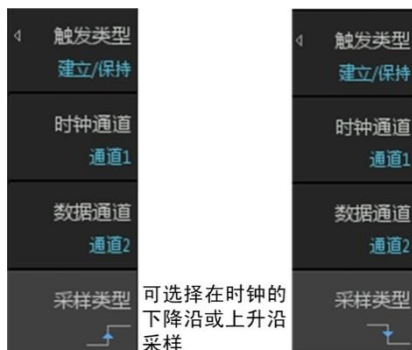 触发类型
建立/保持
时钟通道
通道1
数据通道
通道2
采样类型
可选择在时钟的
下降沿或上升沿
采样
触发类型
建立/保持
时钟通道
通道1
数据通道
通道2
采样类型